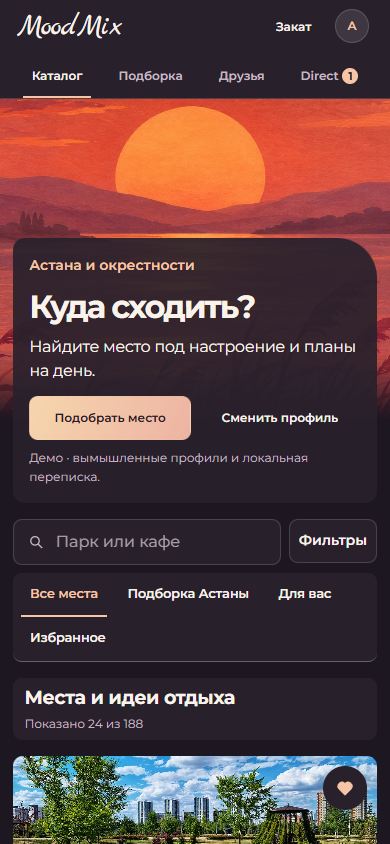 MoodMix
Закат
А
Каталог
Подборка
Друзья
Direct 1
Астана и окрестности
Куда сходить?
Найдите место под настроение и планы
на день.
Подобрать место
Сменить профиль
Демо · вымышленные профили и локальная
переписка.
Парк или кафе
Фильтры
Все места
Подборка Астаны
Для вас
Избранное
Места и идеи отдыха
Показано 24 из 188